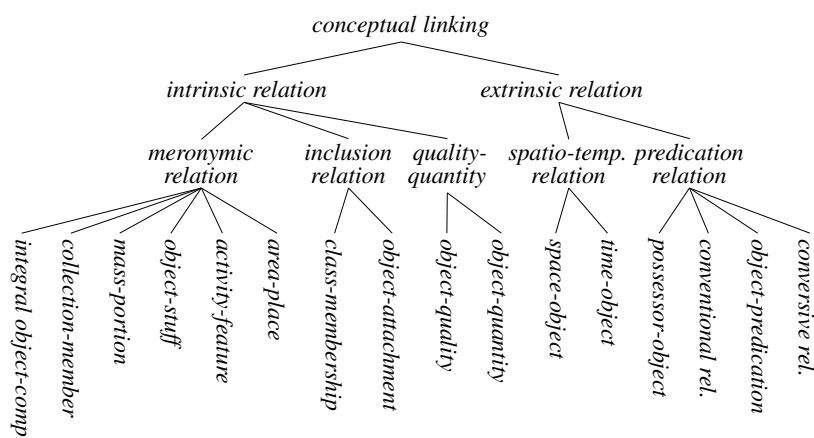 conceptual linking
intrinsic relation
extrinsic relation
meronymic
relation
inclusion
relation
quality-
quantity
spatio-temp.
relation
predication
relation
integral object-comp
collection-member
mass-portion
object-stuff
activity-feature
area-place
class-membership
object-attachment
object-quality
object-quantity
space-object
time-object
possessor-object
conventional rel.
object-predication
conversive rel.